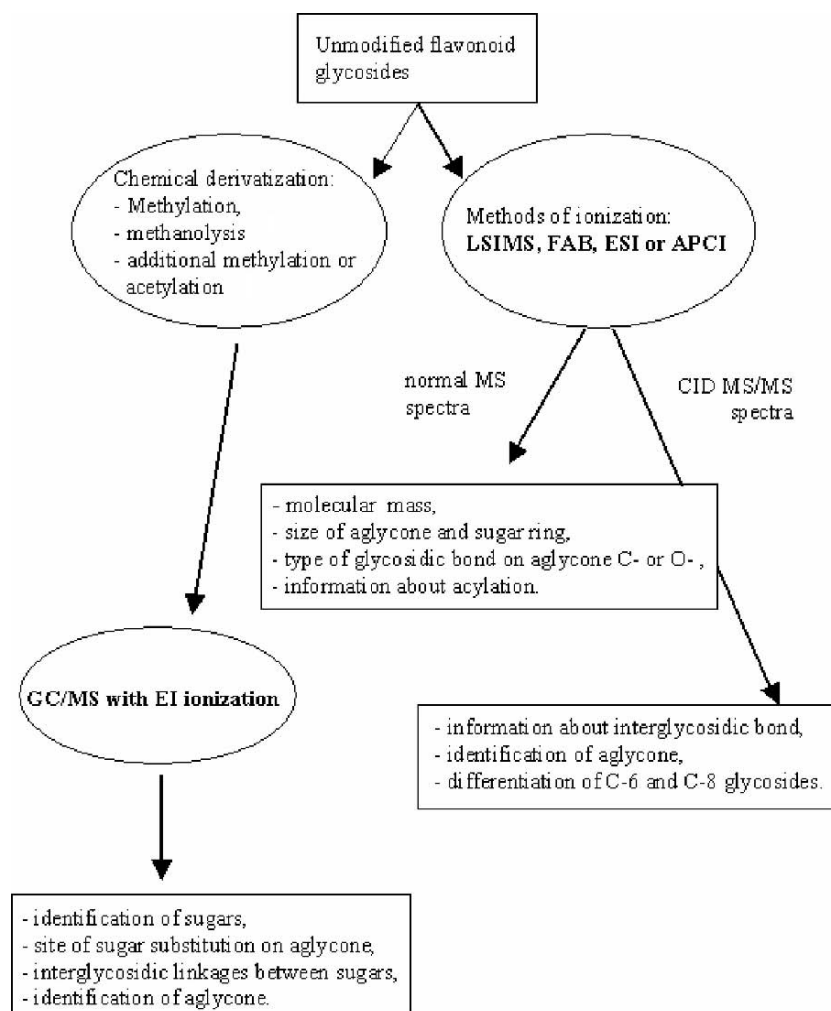 Unmodified flavonoid
glycosides
Chemical derivatization:
- Methylation,
- methanolysis
- additional methylation or
acetylation
Methods of ionization:
LSIMS, FAB, ESI or APCI
normal MS
spectra
CID MS/MS
spectra
- molecular mass,
- size of aglycone and sugar ring,
- type of glycosidic bond on aglycone C- or O- ,
- information about acylation.
GC/MS with EI ionization
- information about interglycosidic bond,
- identification of aglycone,
- differentiation of C-6 and C-8 glycosides.
- identification of sugars,
- site of sugar substitution on aglycone,
- interglycosidic linkages between sugars,
- identification of aglycone.